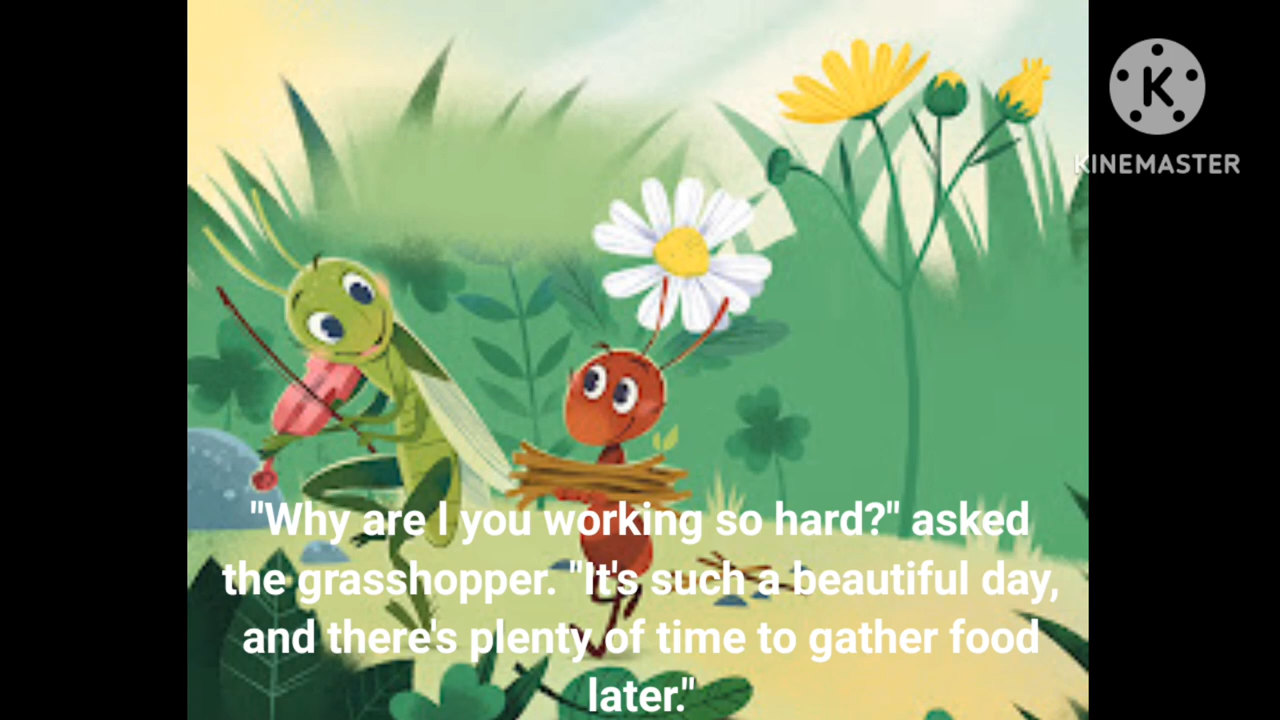 KINEMASTER
"Why are I you working so hard?" asked
the grasshopper. "It's such a beautiful day,
and there's plenty of time to gather food
later."